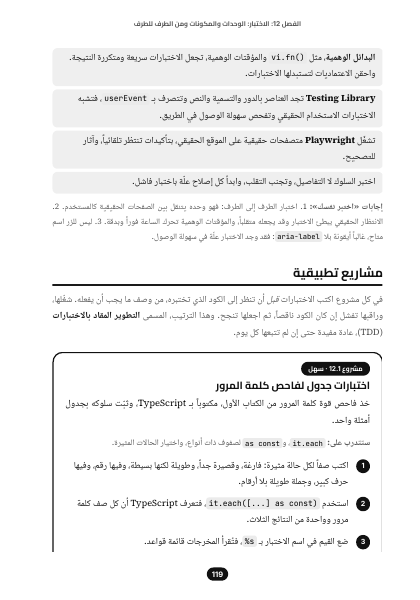 الفصل 12: الاختبار: الوحدات والمكونات ومن الطرف للطرف
البدائل الوهمية، مثل vi.fn() والمؤقتات الوهمية، تجعل الاختبارات سريعة ومتكررة النتيجة.
واحقن الاعتماديات لتستبدلها الاختبارات.
Testing Library تجد العناصر بالدور والتسمية والنص وتتصرف بـ userEvent، فتشبه
الاختبارات الاستخدام الحقيقي وتفحص سهولة الوصول في الطريق.
تشغّل Playwright متصفحات حقيقية على الموقع الحقيقي، بتأكيدات تنتظر تلقائياً، وآثار
للتصحيح.
اختبر السلوك لا التفاصيل، وتجنب التقلب، وابدأ كل إصلاح علّة باختبار فاشل.
إجابات «اختبر نفسك»: 1. اختبار الطرف إلى الطرف: فهو وحده يتنقل بين الصفحات الحقيقية كالمستخدم. 2.
الانتظار الحقيقي يبطئ الاختبار وقد يجعله متقلباً، والمؤقتات الوهمية تحرك الساعة فوراً وبدقة. 3. ليس للزر اسم
متاح، غالباً أيقونة بلا aria-label: فقد وجد الاختبار علّة في سهولة الوصول.
مشاريع تطبيقية
في كل مشروع اكتب الاختبارات قبل أن تنظر إلى الكود الذي تختبره، من وصف ما يجب أن يفعله. شغّلها،
وراقبها تفشل إن كان الكود ناقصاً، ثم اجعلها تنجح. وهذا الترتيب، المسمى التطوير المقاد بالاختبارات
(TDD)، عادة مفيدة حتى إن لم تتبعها كل يوم.
مشروع 12.1 · سهل
اختبارات جدول لفاحص كلمة المرور
خذ فاحص قوة كلمة المرور من الكتاب الأول، مكتوباً بـ TypeScript، وثبّت سلوكه بجدول
أمثلة واحد.
ستتدرب على: it.each، و as const لصفوف ذات أنواع، واختبار الحالات المثيرة.
1 اكتب صفاً لكل حالة مثيرة: فارغة، وقصيرة جداً، وطويلة لكنها بسيطة، وفيها رقم، وفيها
حرف كبير، وجملة طويلة بلا أرقام.
2 استخدم it.each([...] as const)، فتعرف TypeScript أن كل صف كلمة
مرور وواحدة من النتائج الثلاث.
3 ضع القيم في اسم الاختبار بـ %s، فتُقرأ المخرجات قائمة قواعد.
119